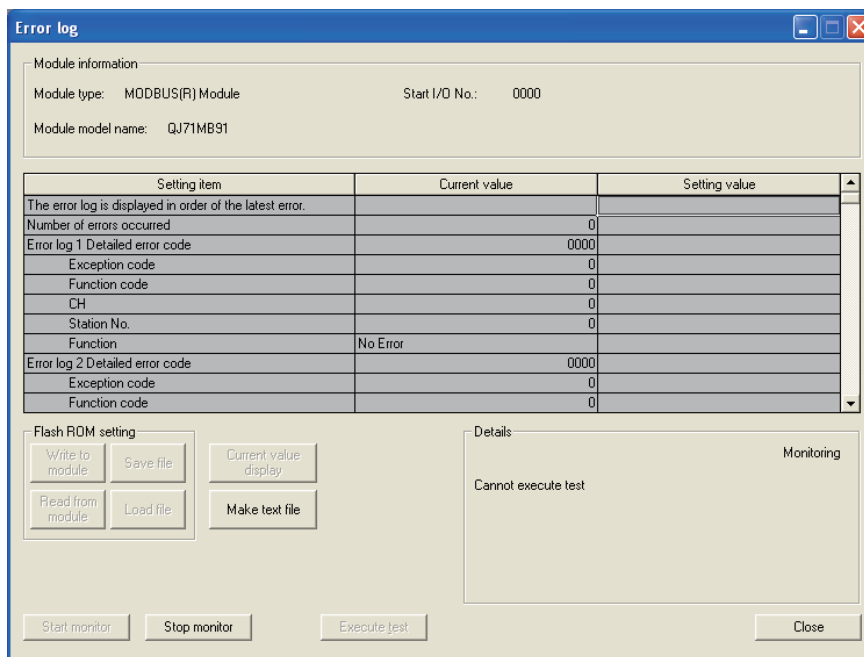 Error log
Module information
Module type: MODBUS(R) Module Start I/O No.: 0000
Module model name: QJ71MB91
Setting item Current value Setting value
The error log is displayed in order of the latest error.
Number of errors occurred 0
Error log 1 Detailed error code 0000
Exception code 0
Function code 0
CH 0
Station No. 0
Function No Error
Error log 2 Detailed error code 0000
Exception code 0
Function code 0
Flash ROM setting
Write to
module
Save file
Current value
display
Read from
module
Load file
Make text file
Details
Monitoring
Cannot execute test
Start monitor Stop monitor Execute test Close